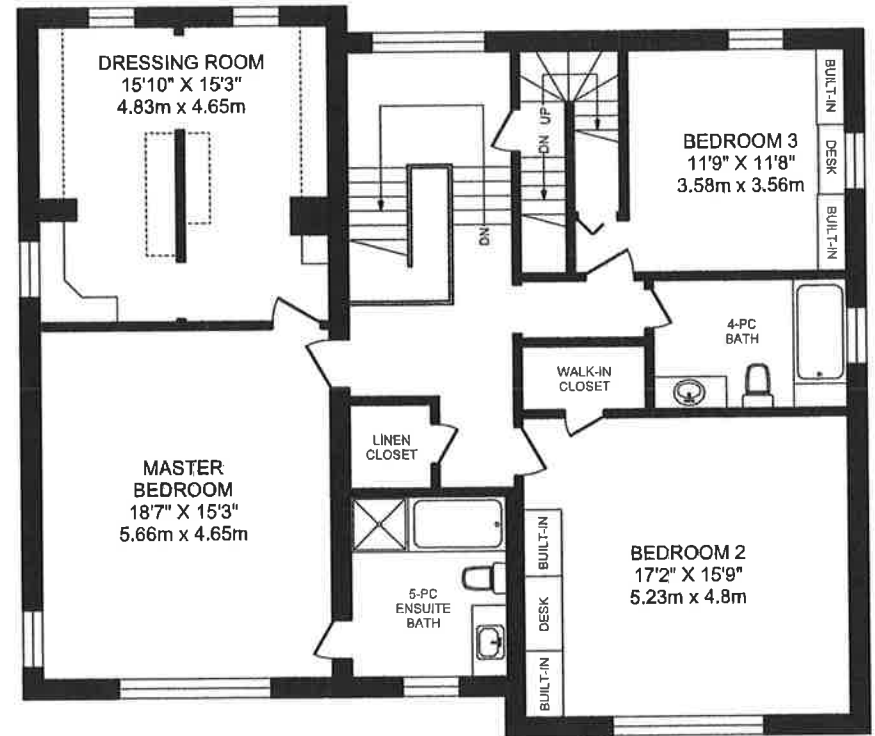 DRESSING ROOM
15'10" X 15'3"
4.83m x 4.65m
DN
DN UP
BEDROOM 3
11'9" X 11'8"
3.58m x 3.56m
BUILT-IN
DESK
BUILT-IN
4-PC
BATH
WALK-IN
CLOSET
LINEN
CLOSET
MASTER
BEDROOM
18'7" X 15'3"
5.66m x 4.65m
5-PC
ENSUITE
BATH
BUILT-IN
DESK
BUILT-IN
BEDROOM 2
17'2" X 15'9"
5.23m x 4.8m